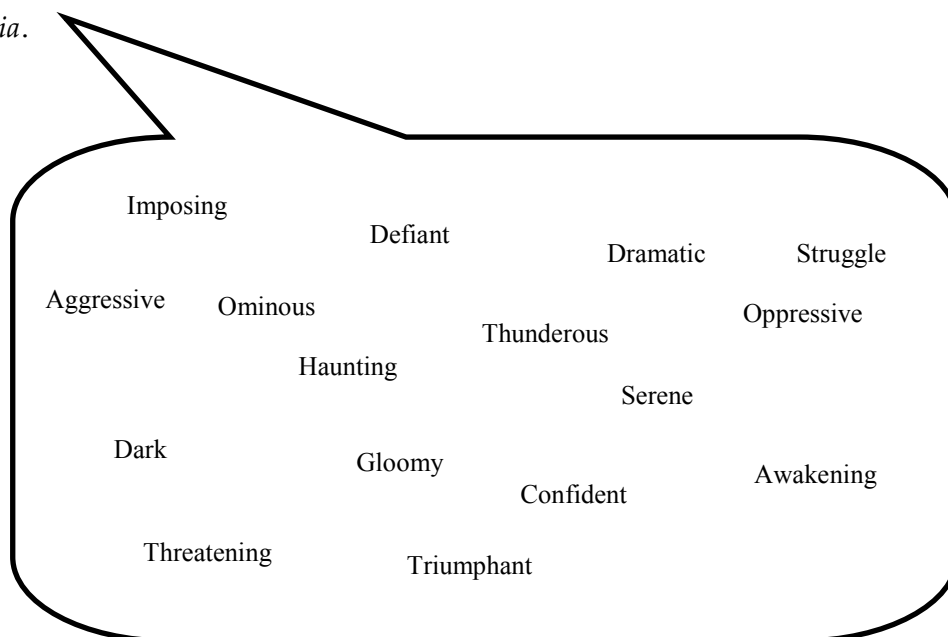 ia.
Imposing
Defiant
Dramatic Struggle
Aggressive Ominous
Oppressive
Thunderous
Haunting
Serene
Dark
Gloomy
Awakening
Confident
Threatening
Triumphant